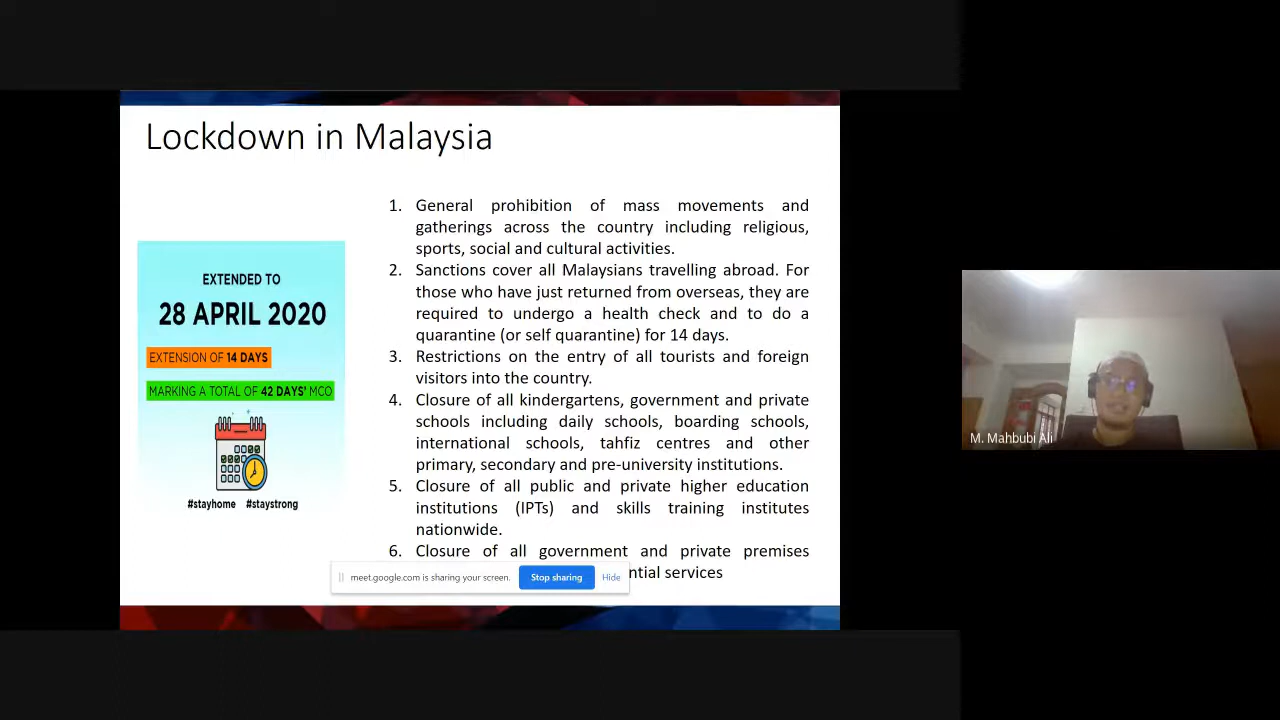 Lockdown in Malaysia
EXTENDED TO
28 APRIL 2020
EXTENSION OF 14 DAYS
MARKING A TOTAL OF 42 DAYS' MCO
#stayhome #staystrong
1. General prohibition of mass movements and
gatherings across the country including religious,
sports, social and cultural activities.
2. Sanctions cover all Malaysians travelling abroad. For
those who have just returned from overseas, they are
required to undergo a health check and to do a
quarantine (or self quarantine) for 14 days.
3. Restrictions on the entry of all tourists and foreign
visitors into the country.
4. Closure of all kindergartens, government and private
schools including daily schools, boarding schools,
international schools, tahfiz centres and other
primary, secondary and pre-university institutions.
5. Closure of all public and private higher education
institutions (IPTs) and skills training institutes
nationwide.
6. Closure of all government and private premises
ntial services
meet.google.com is sharing your screen. Stop sharing Hide
M. Mahbubi Ali